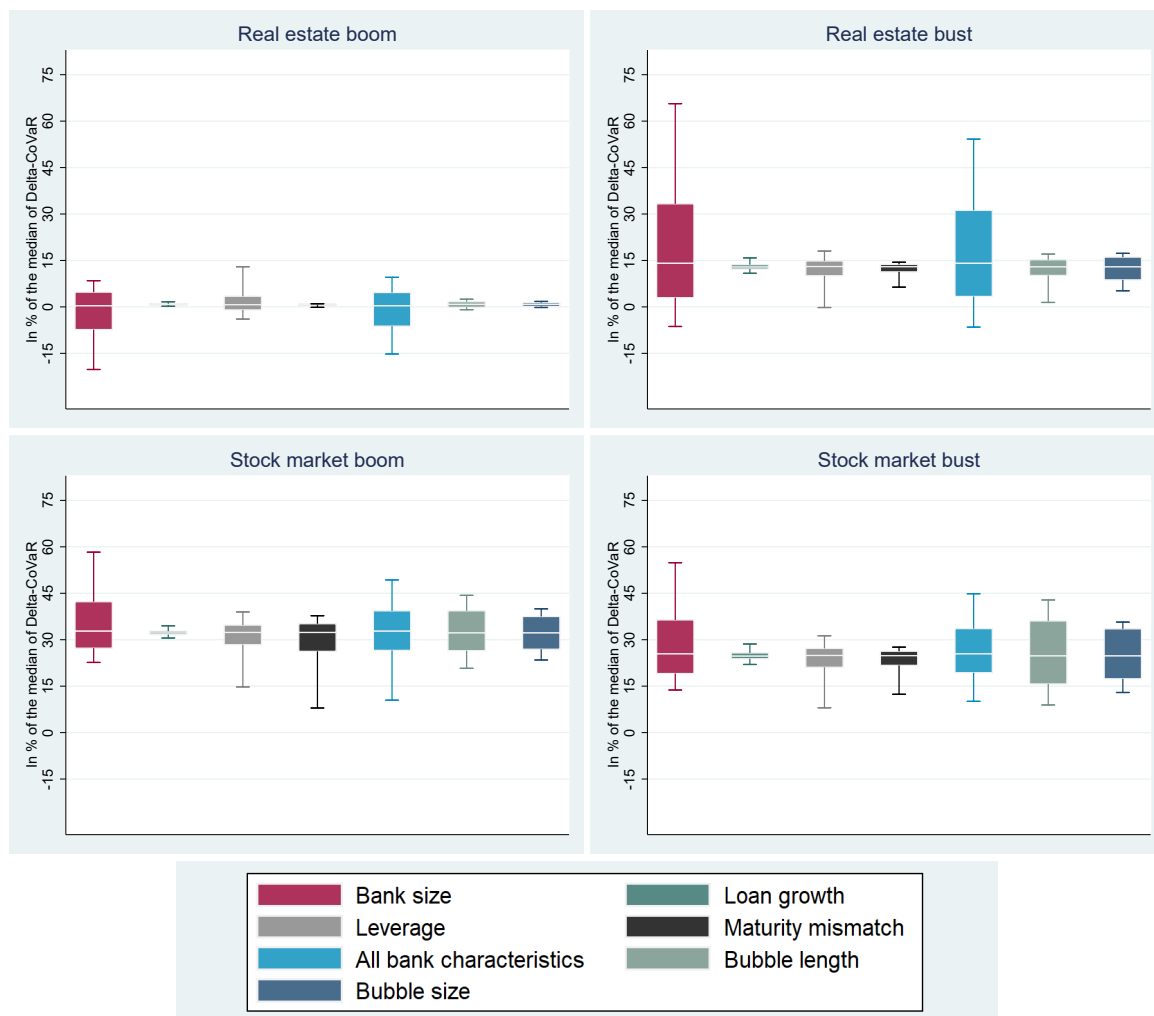 Real estate boom
In % of the median of Delta-CoVaR
75
60
45
30
15
0
-15
Real estate bust
In % of the median of Delta-CoVaR
75
60
45
30
15
0
-15
Stock market boom
In % of the median of Delta-CoVaR
75
60
45
30
15
0
-15
Stock market bust
In % of the median of Delta-CoVaR
75
60
45
30
15
0
-15
Bank size
Loan growth
Leverage
Maturity mismatch
All bank characteristics
Bubble length
Bubble size